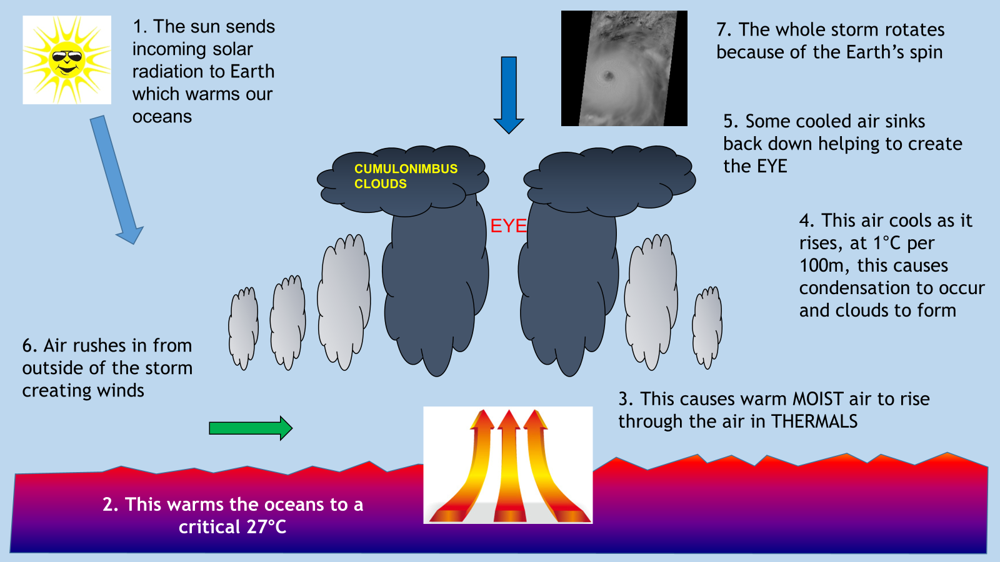 1. The sun sends
incoming solar
radiation to Earth
which warms our
oceans
7. The whole storm rotates
because of the Earth’s spin
5. Some cooled air sinks
back down helping to create
the EYE
CUMULONIMBUS
CLOUDS
EYE
4. This air cools as it
rises, at 1°C per
100m, this causes
condensation to occur
and clouds to form
6. Air rushes in from
outside of the storm
creating winds
3. This causes warm MOIST air to rise
through the air in THERMALS
2. This warms the oceans to a
critical 27°C